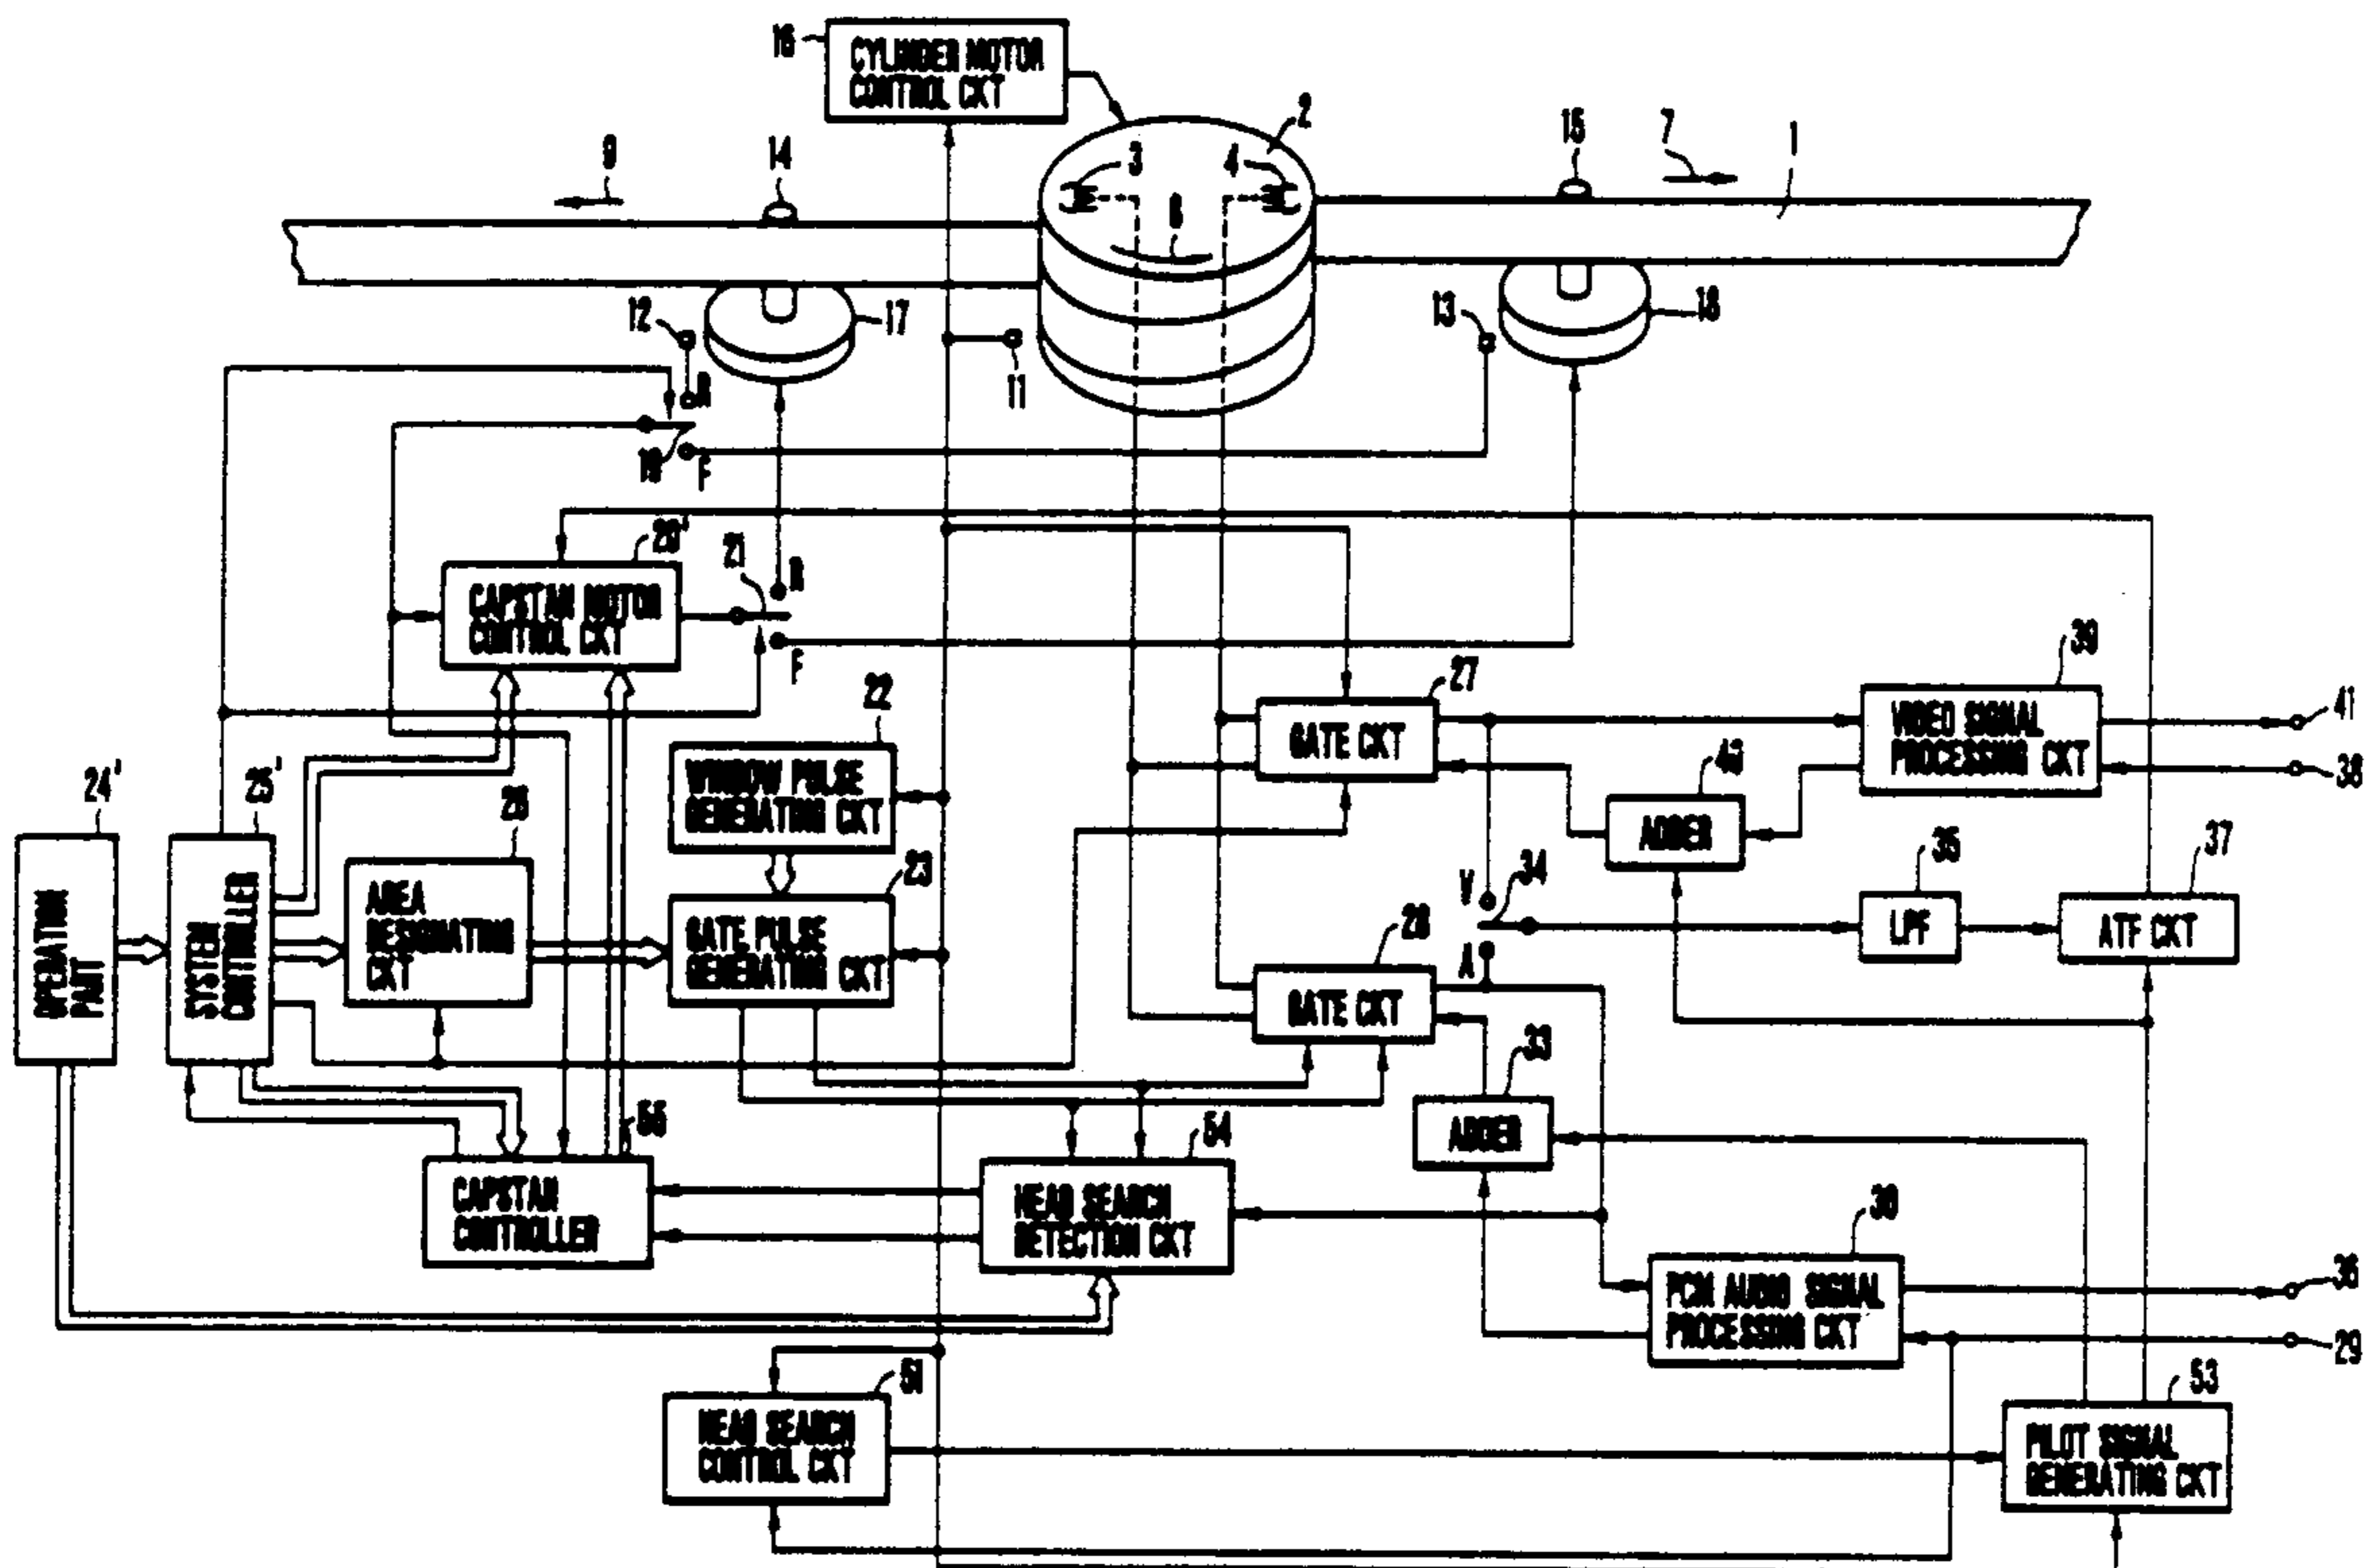 16
CYLINDER MOTOR
CONTROL CKT
2
3
4
8
9
14
15
7
1
12
17
11
13
18
R
19
F
20'
21
R
F
CAPSTAN MOTOR
CONTROL CKT
22
WINDOW PULSE
GENERATING CKT
27
GATE CKT
39
VIDEO SIGNAL
PROCESSING CKT
41
38
24'
OPERATION
PART
25'
SYSTEM
CONTROLLER
26
AREA
DESIGNATING
CKT
23
GATE PULSE
GENERATING CKT
28
GATE CKT
V
34
A
ADDER
LPF
37
ATF CKT
33
ADDER
55
CAPSTAN
CONTROLLER
54
HEAD SEARCH
DETECTION CKT
30
PCM AUDIO SIGNAL
PROCESSING CKT
29
51
HEAD SEARCH
CONTROL CKT
53
PILOT SIGNAL
GENERATING CKT